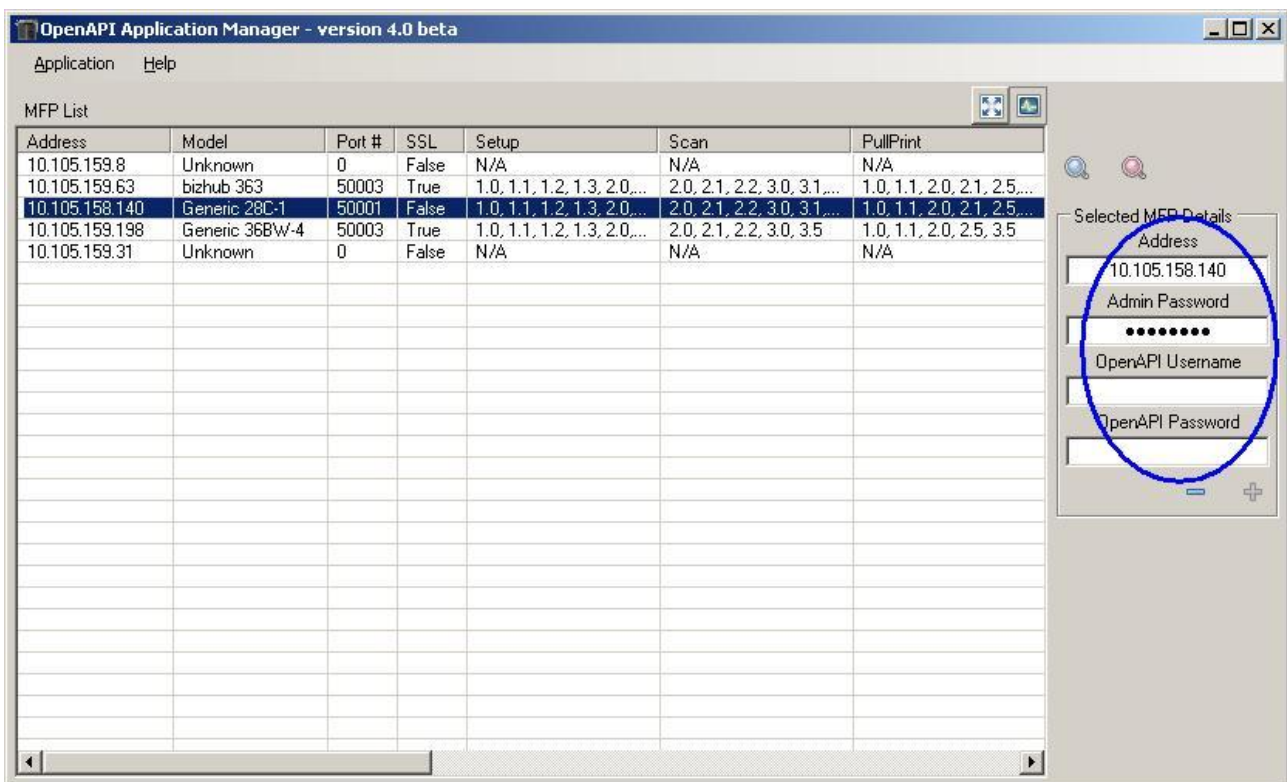 OpenAPI Application Manager - version 4.0 beta
Application Help
MFP List
Address Model Port # SSL Setup Scan PullPrint
10.105.159.8 Unknown 0 False N/A N/A N/A
10.105.159.63 bizhub 363 50003 True 1.0, 1.1, 1.2, 1.3, 2.0,... 2.0, 2.1, 2.2, 3.0, 3.1,... 1.0, 1.1, 2.0, 2.1, 2.5,...
10.105.158.140 Generic 28C-1 50001 False 1.0, 1.1, 1.2, 1.3, 2.0,... 2.0, 2.1, 2.2, 3.0, 3.1,... 1.0, 1.1, 2.0, 2.1, 2.5,...
10.105.159.198 Generic 36BW-4 50003 True 1.0, 1.1, 1.2, 1.3, 2.0,... 2.0, 2.1, 2.2, 3.0, 3.5 1.0, 1.1, 2.0, 2.5, 3.5
10.105.159.31 Unknown 0 False N/A N/A N/A
Selected MFP Details
Address
10.105.158.140
Admin Password
●●●●●●●●
OpenAPI Username
OpenAPI Password